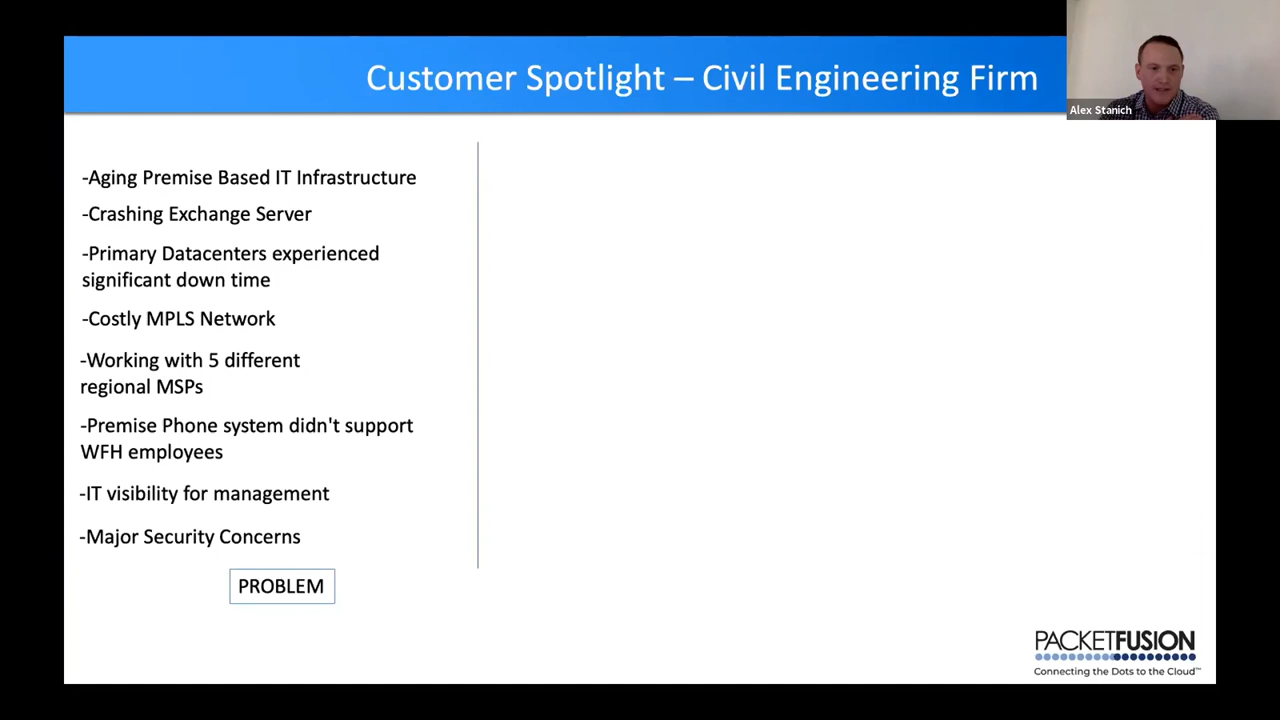 Customer Spotlight – Civil Engineering Firm
Alex Stanich
-Aging Premise Based IT Infrastructure
-Crashing Exchange Server
-Primary Datacenters experienced
significant down time
-Costly MPLS Network
-Working with 5 different
regional MSPs
-Premise Phone system didn't support
WFH employees
-IT visibility for management
-Major Security Concerns
PROBLEM
PACKETFUSION
Connecting the Dots to the Cloud™